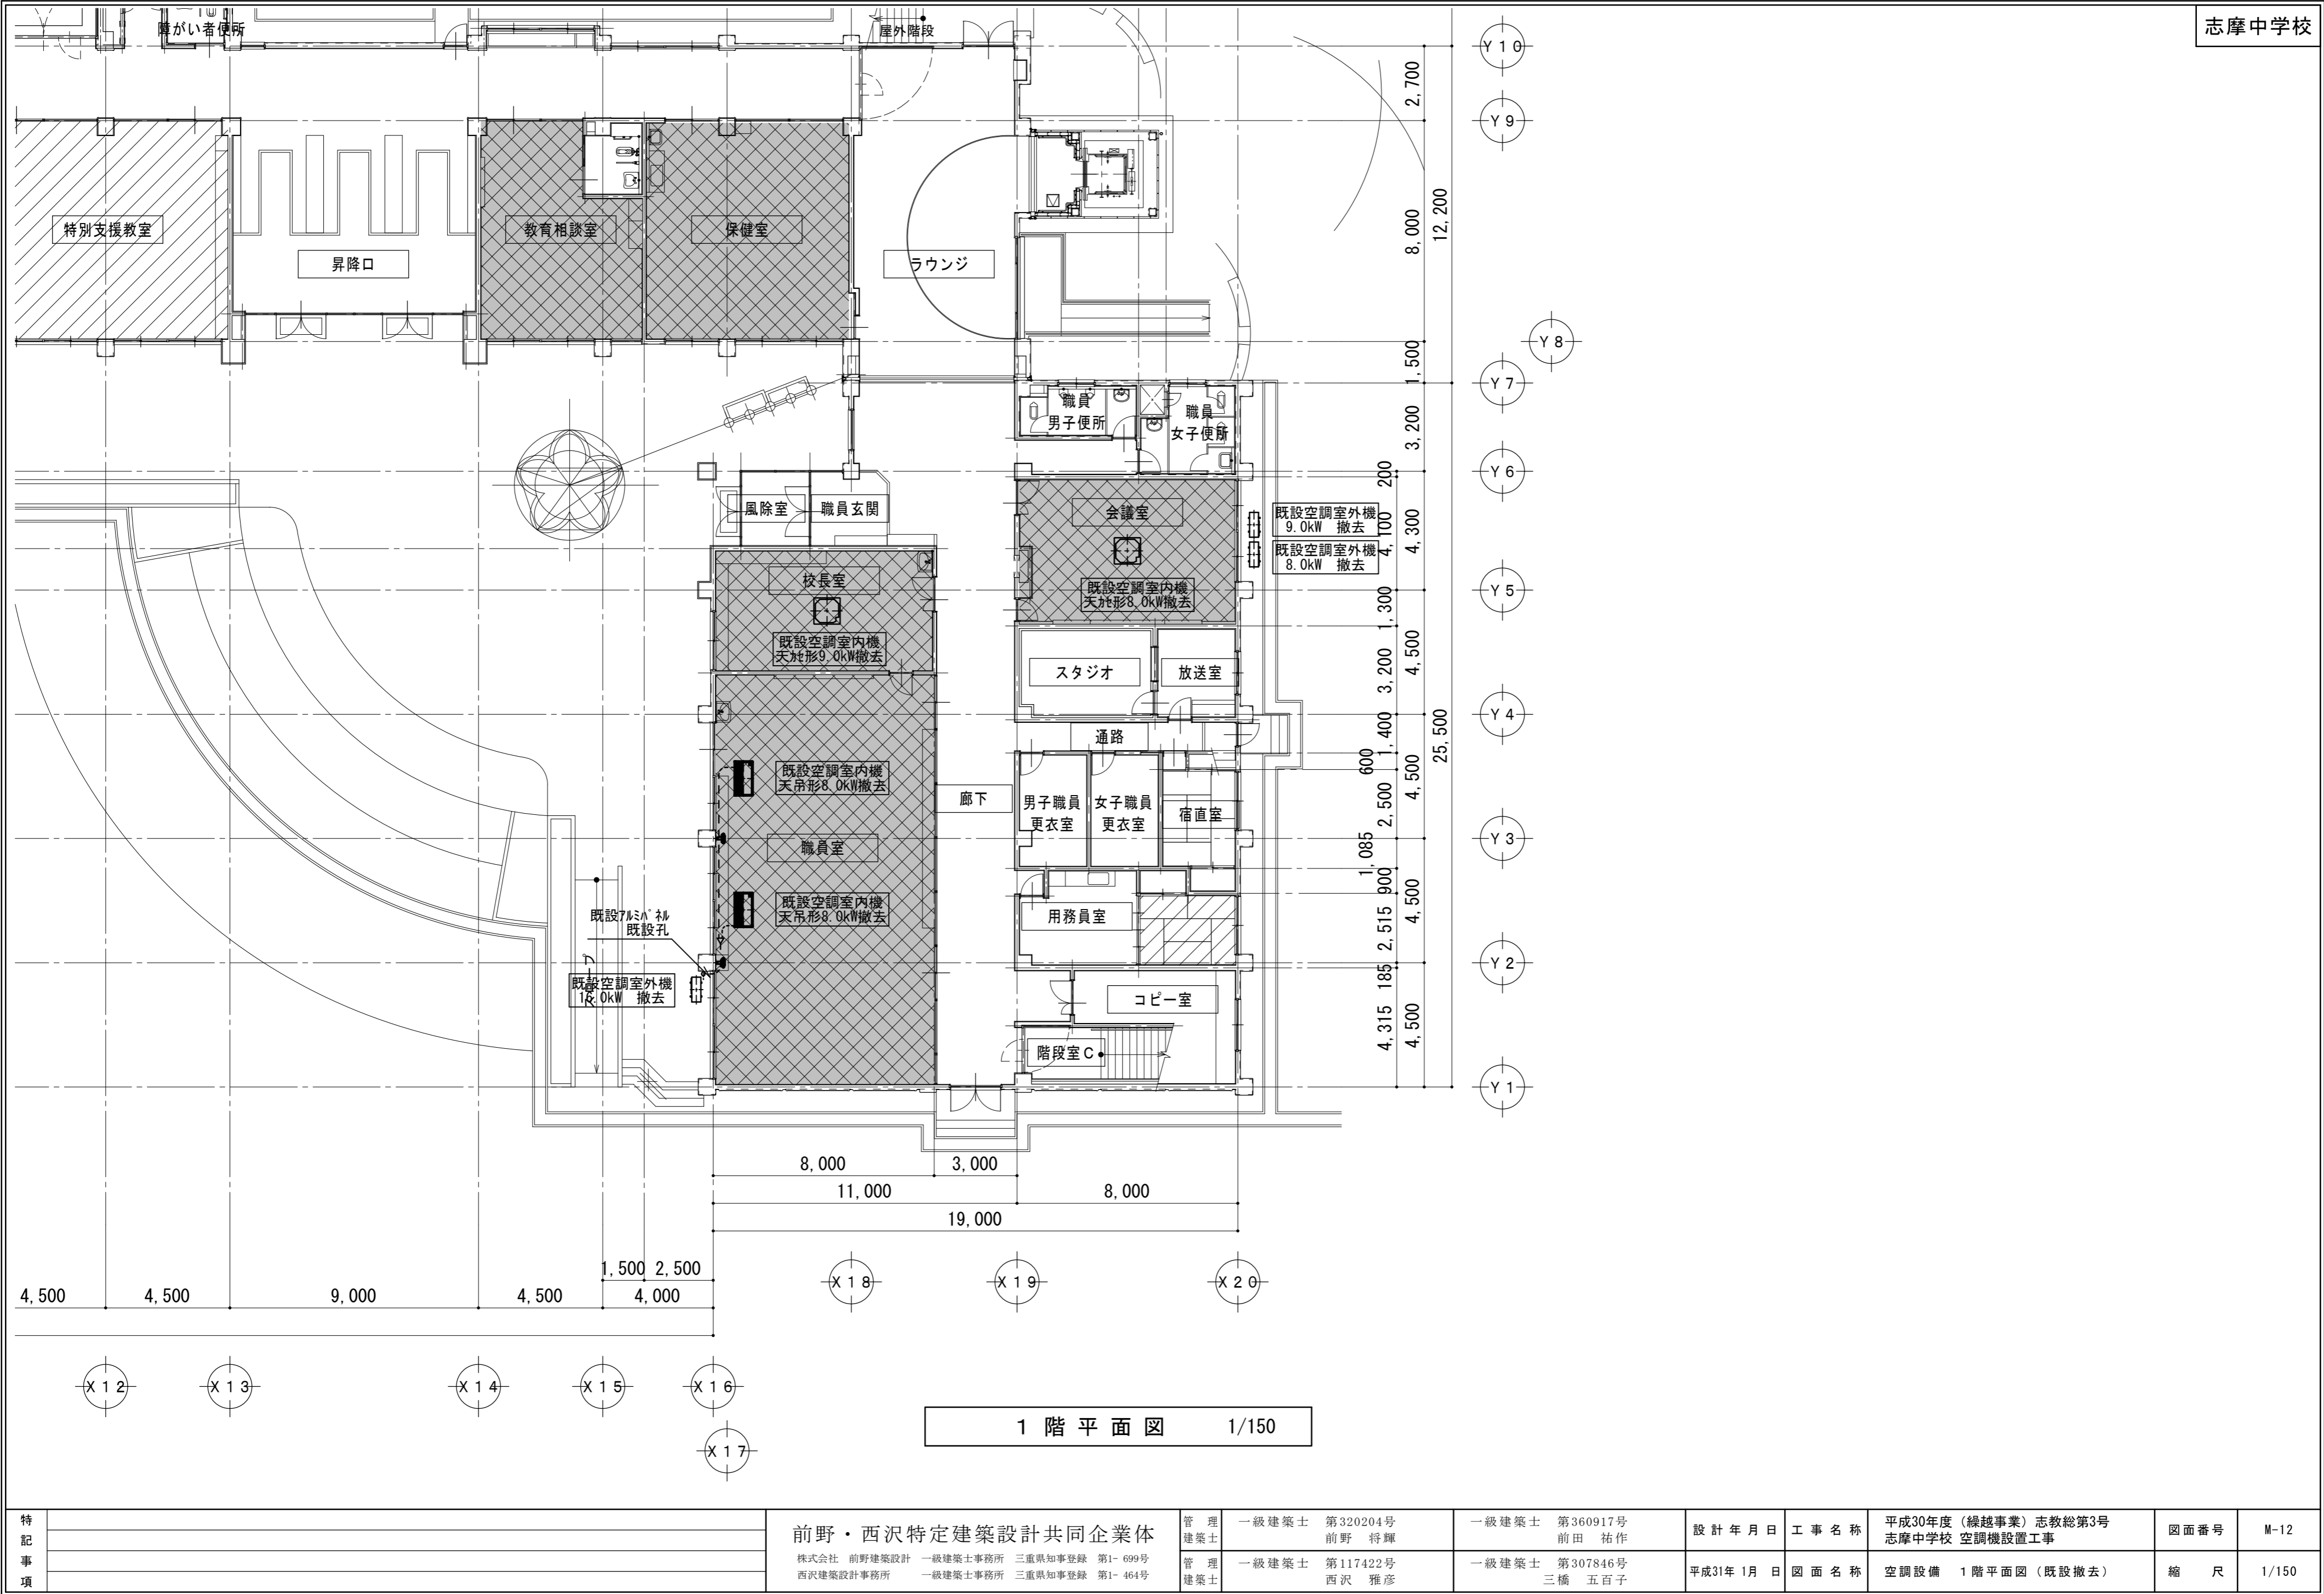 志摩中学校
障がい者便所
屋外階段
特別支援教室
昇降口
教育相談室
保健室
ラウンジ
職員
男子便所
職員
女子便所
風除室
職員玄関
会議室
既設空調室内機
天カセ形8.0kW撤去
既設空調室外機
9.0kW 撤去
既設空調室外機
8.0kW 撤去
校長室
既設空調室内機
天カセ形9.0kW撤去
スタジオ
放送室
通路
既設空調室内機
天吊形8.0kW撤去
廊下
男子職員
更衣室
女子職員
更衣室
宿直室
職員室
既設空調室内機
天吊形8.0kW撤去
用務員室
既設アルミパネル
既設孔
スロープ
既設空調室外機
16.0kW 撤去
コピー室
階段室C
2,700
8,000
12,200
1,500
3,200
200
4,100
4,300
1,300
3,200
4,500
1,400
600
25,500
2,500
4,500
1,085
900
2,515
4,500
185
4,315
4,500
Y10
Y9
Y8
Y7
Y6
Y5
Y4
Y3
Y2
Y1
8,000
3,000
11,000
8,000
19,000
1,500
2,500
4,500
4,500
9,000
4,500
4,000
X18
X19
X20
X12
X13
X14
X15
X16
X17
1階平面図 1/150
特記事項
前野・西沢特定建築設計共同企業体
株式会社 前野建築設計 一級建築士事務所 三重県知事登録 第1- 699号
西沢建築設計事務所 一級建築士事務所 三重県知事登録 第1- 464号
管理
建築士
一級建築士 第320204号
前野 将輝
一級建築士 第360917号
前田 祐作
管理
建築士
一級建築士 第117422号
西沢 雅彦
一級建築士 第307846号
三橋 五百子
設計年月日
平成31年 1月 日
工事名称
平成30年度（繰越事業）志教総第3号
志摩中学校 空調機設置工事
図面名称
空調設備 1階平面図（既設撤去）
図面番号
M-12
縮尺
1/150